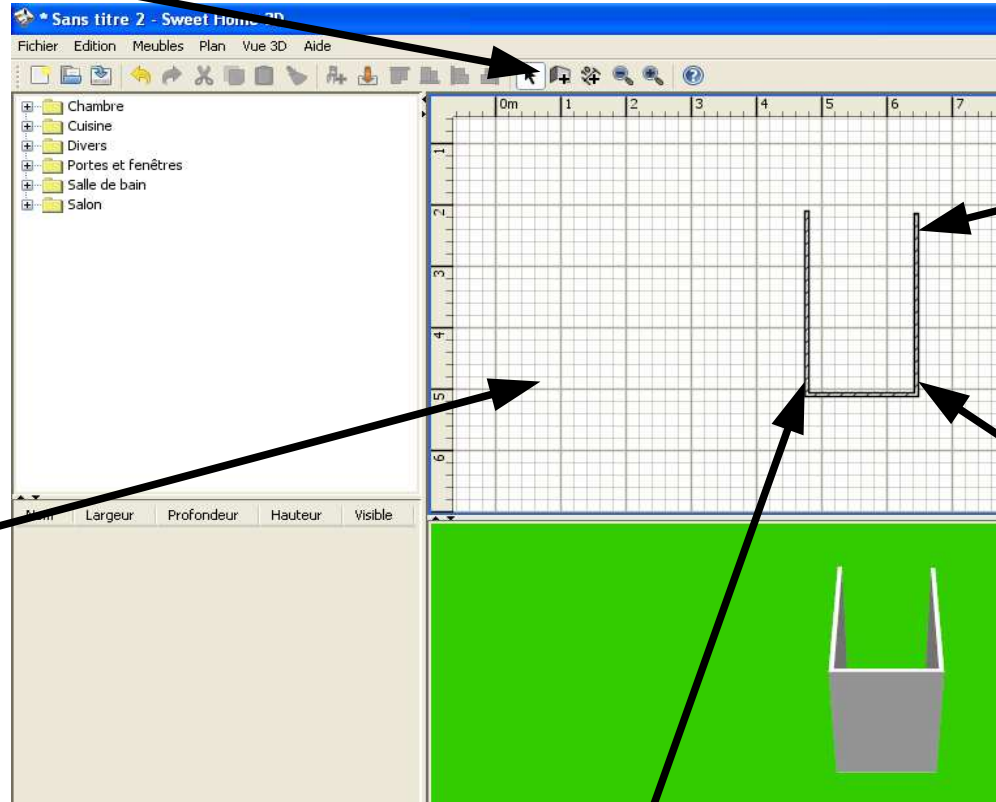 * Sans titre 2 - Sweet Home 3D
Fichier Edition Meubles Plan Vue 3D Aide
Chambre
Cuisine
Divers
Portes et fenêtres
Salle de bain
Salon
0m 1 2 3 4 5 6 7
1
2
3
4
5
6
Nom Largeur Profondeur Hauteur Visible